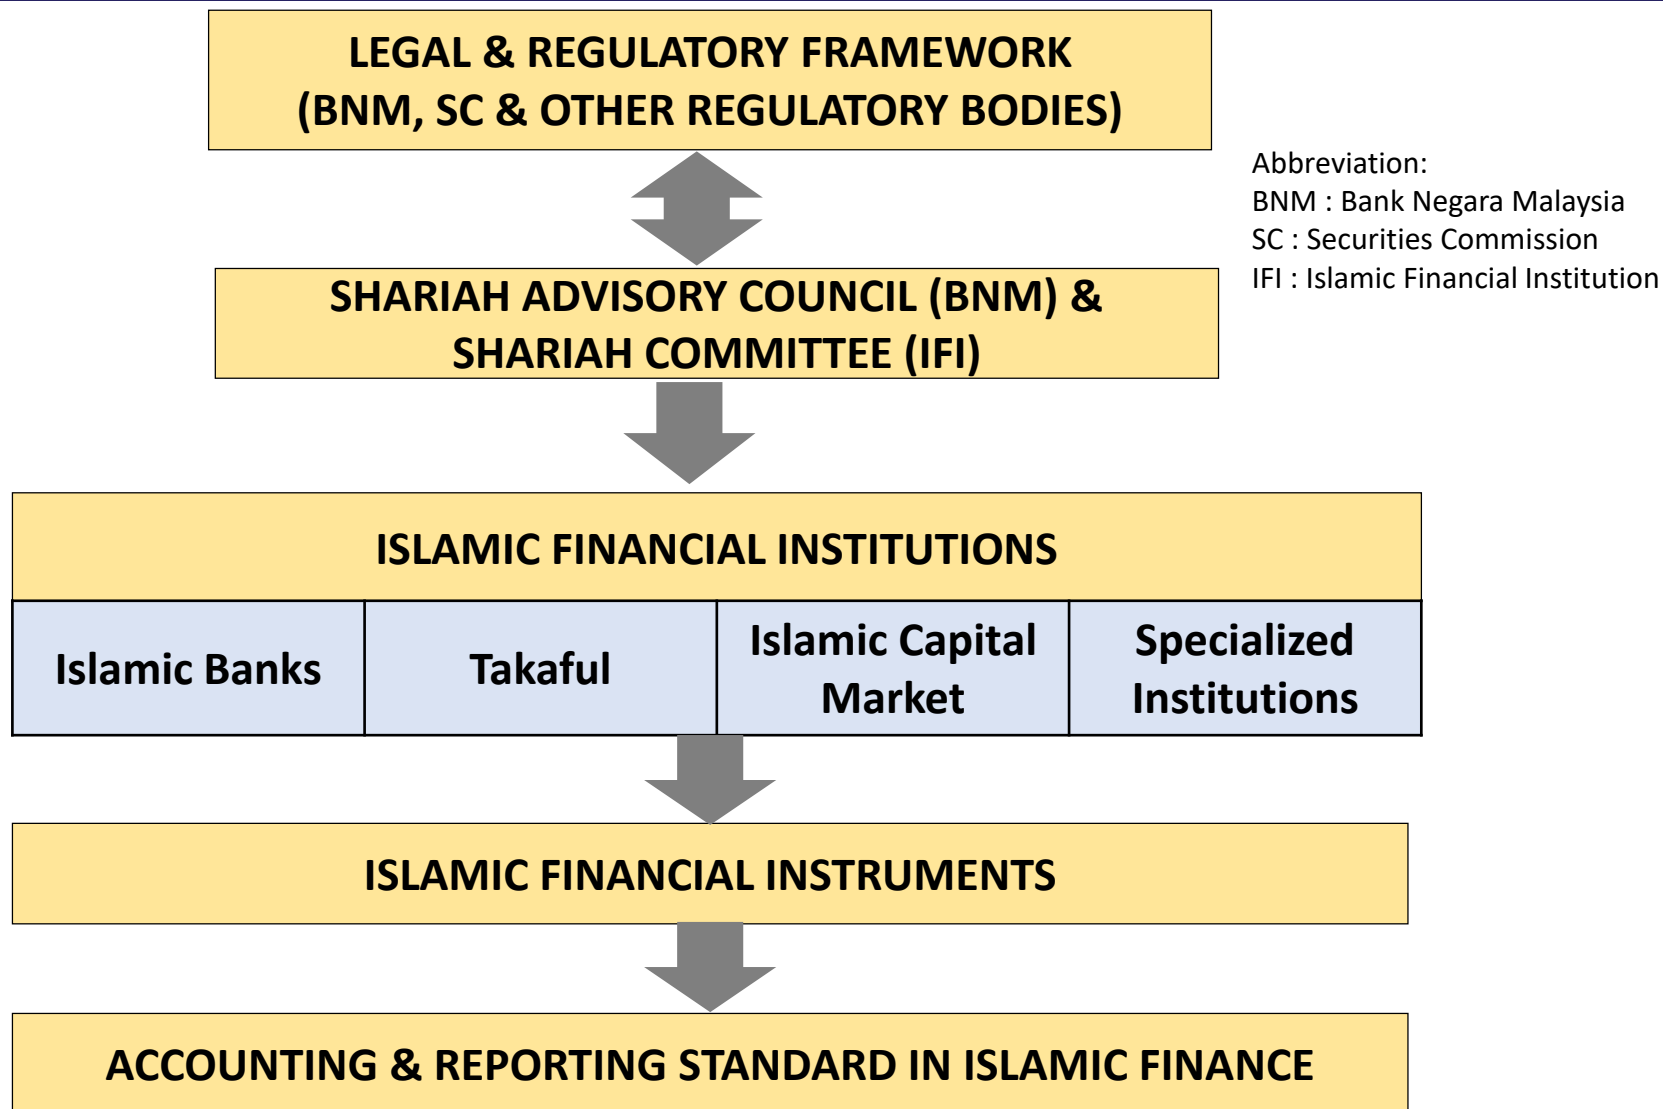 LEGAL & REGULATORY FRAMEWORK
(BNM, SC & OTHER REGULATORY BODIES)
Abbreviation:
BNM : Bank Negara Malaysia
SC : Securities Commission
IFI : Islamic Financial Institution
SHARIAH ADVISORY COUNCIL (BNM) &
SHARIAH COMMITTEE (IFI)
ISLAMIC FINANCIAL INSTITUTIONS
Islamic Banks
Takaful
Islamic Capital
Market
Specialized
Institutions
ISLAMIC FINANCIAL INSTRUMENTS
ACCOUNTING & REPORTING STANDARD IN ISLAMIC FINANCE